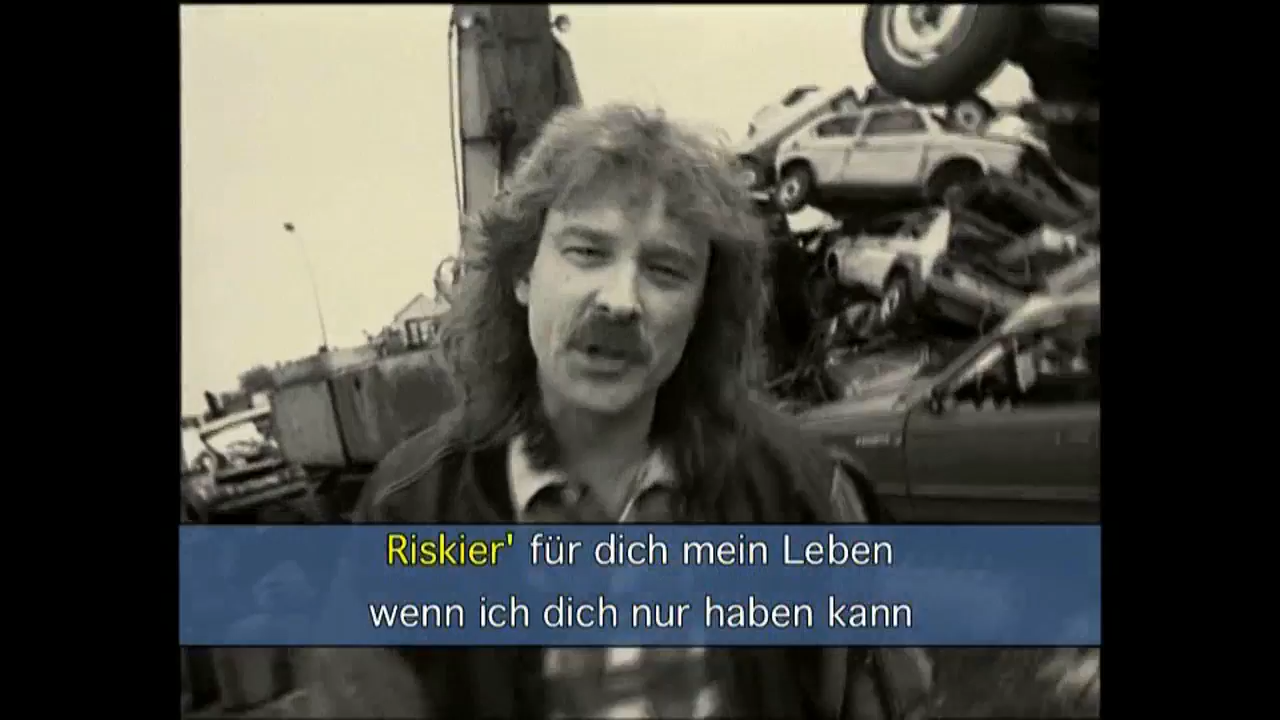 Riskier' für dich mein Leben
wenn ich dich nur haben kann